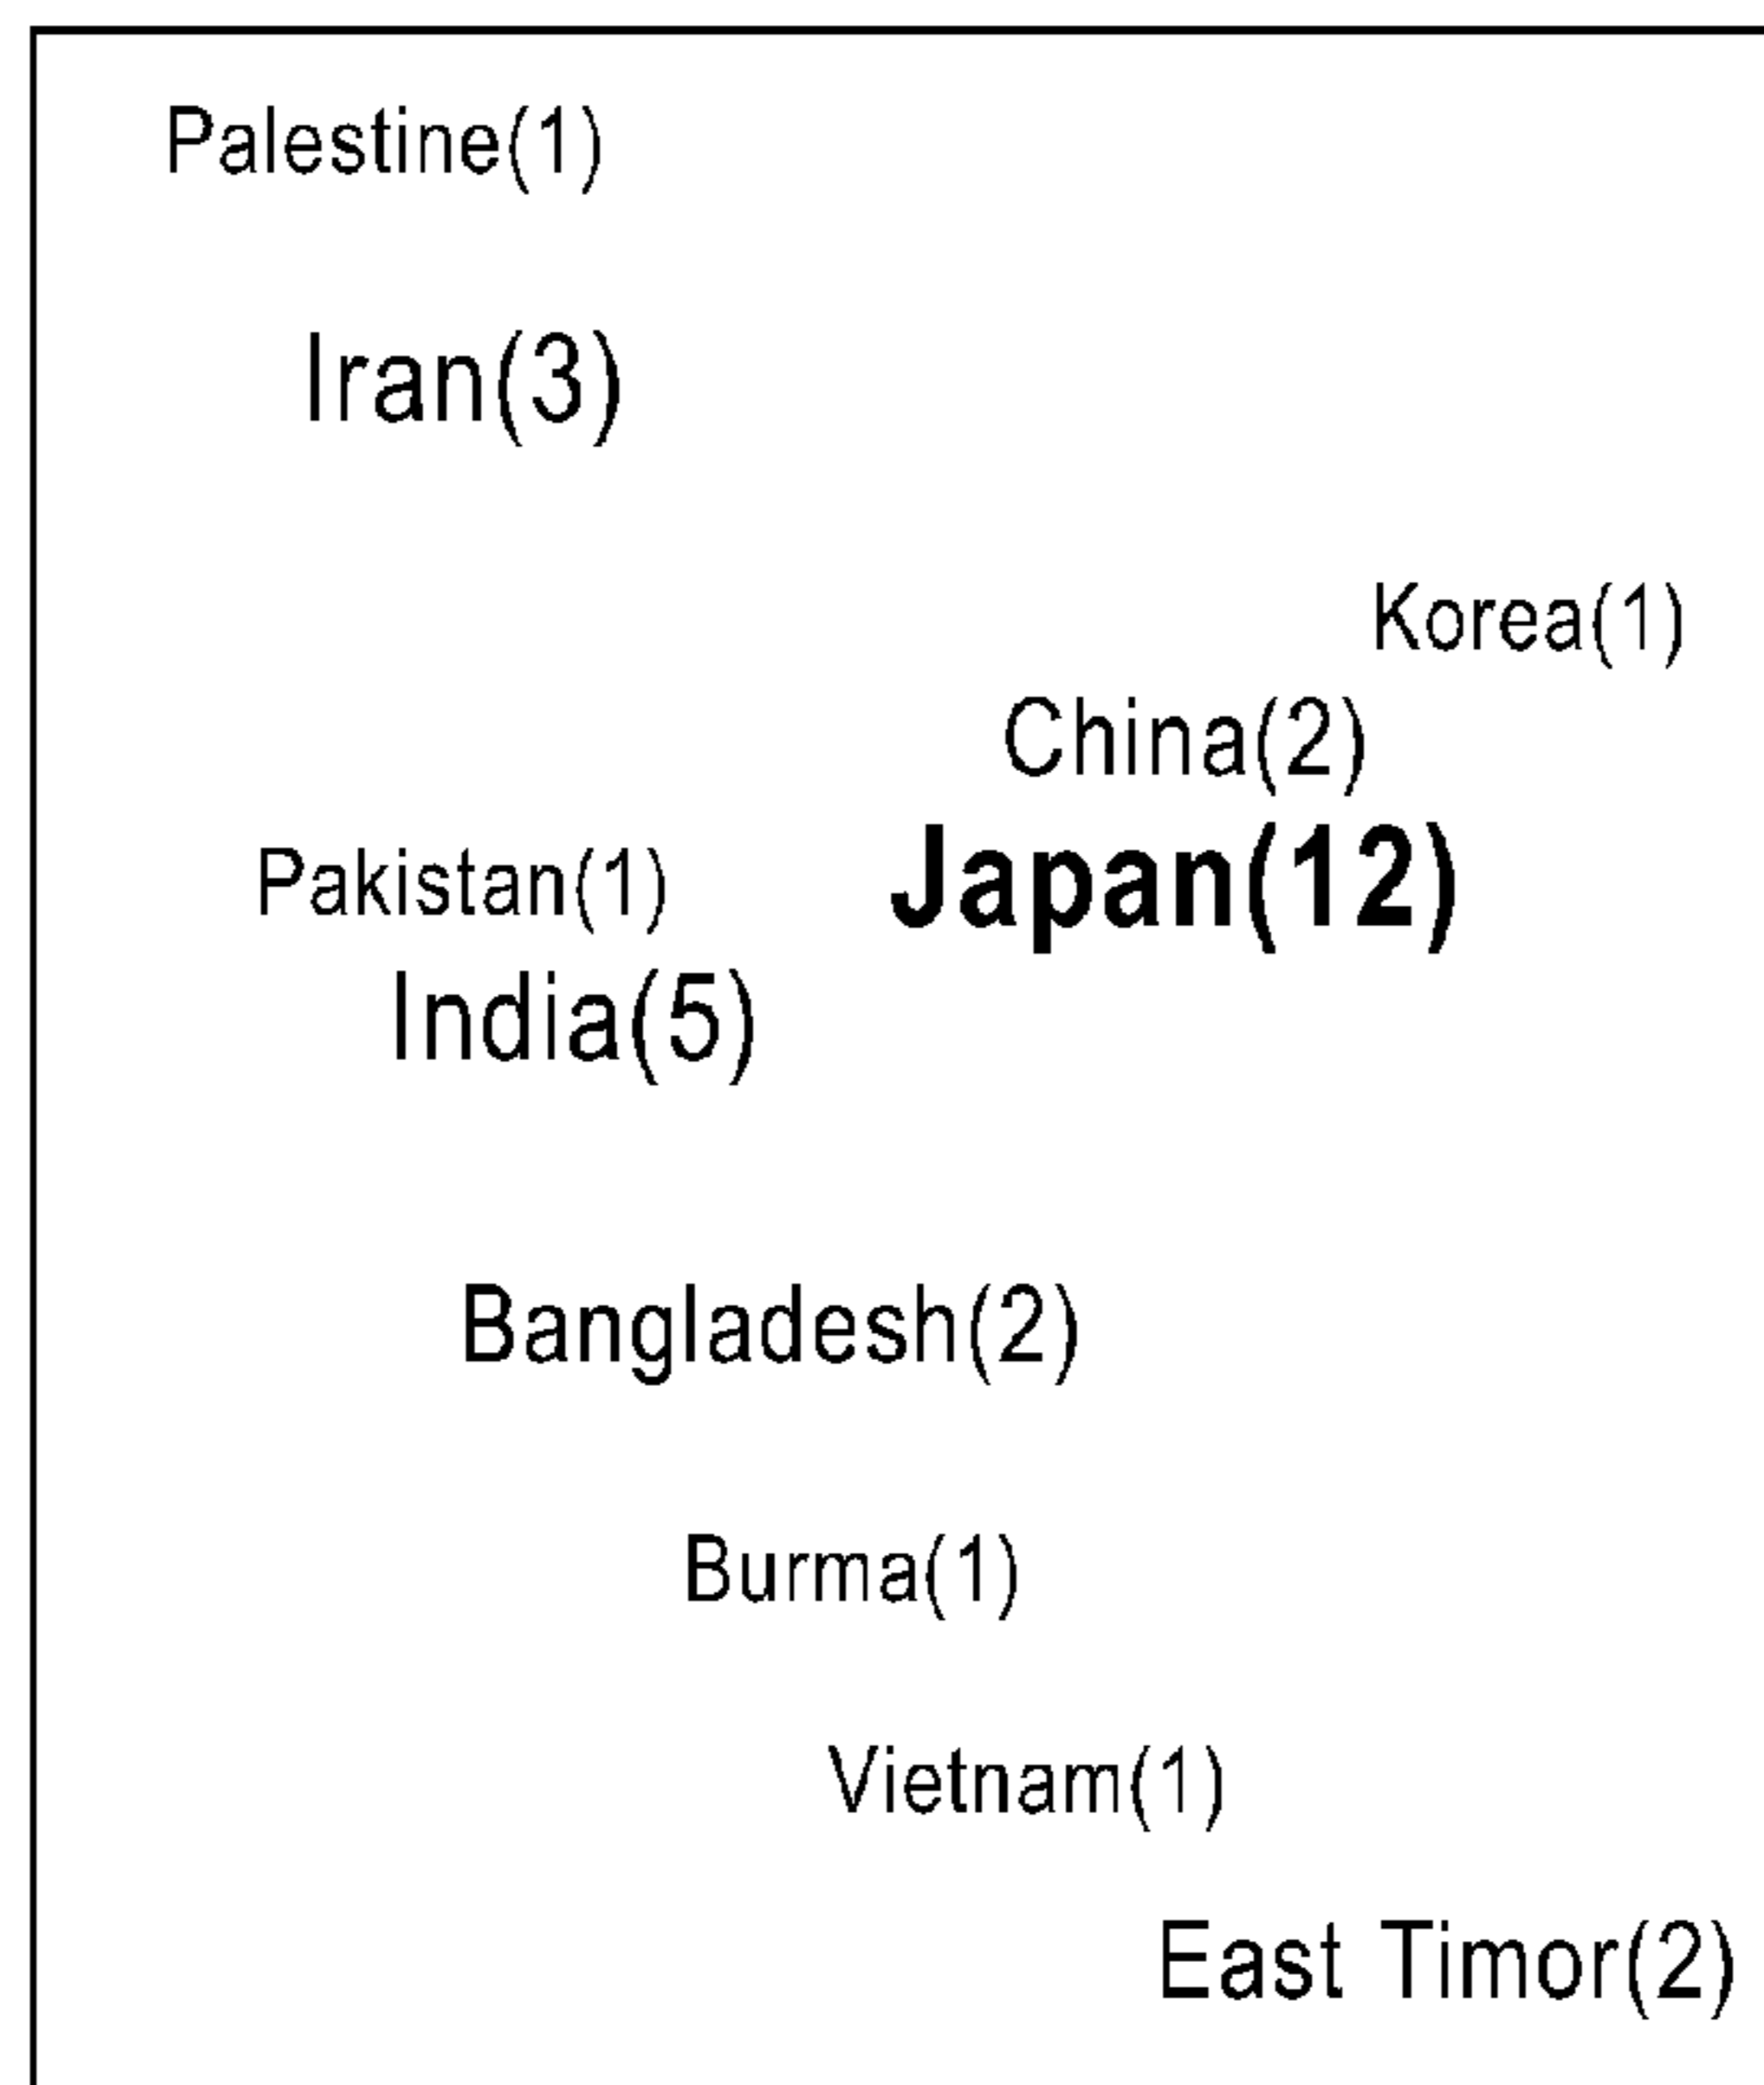 Palestine(1)
Iran(3)
Korea(1)
China(2)
Pakistan(1)
Japan(12)
India(5)
Bangladesh(2)
Burma(1)
Vietnam(1)
East Timor(2)